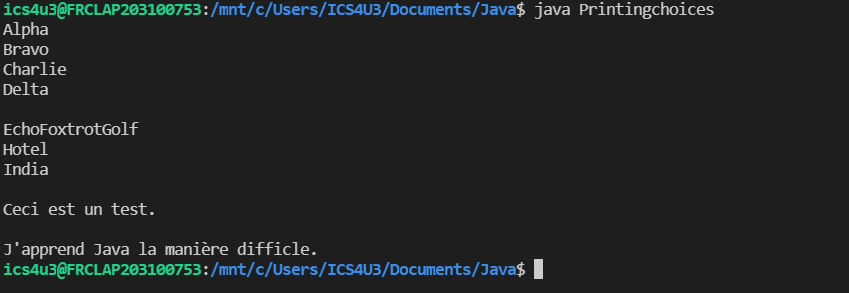 ics4u3@FRCLAP203100753:/mnt/c/Users/ICS4U3/Documents/Java$ java Printingchoices
Alpha
Bravo
Charlie
Delta
EchoFoxtrotGolf
Hotel
India
Ceci est un test.
J'apprend Java la manière difficle.
ics4u3@FRCLAP203100753:/mnt/c/Users/ICS4U3/Documents/Java$